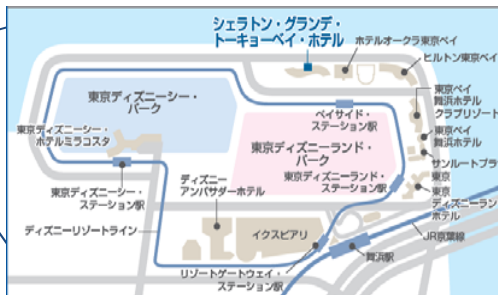 シェラトン・グランデ・
トーキョーベイ・ホテル
ホテルオークラ東京ベイ
ヒルトン東京ベイ
東京ディズニーシー・
パーク
ベイサイド・
ステーション駅
東京ベイ
舞浜ホテル
クラブリゾート
東京ベイ
舞浜ホテル
サンルートプラ
東京
東京ディズニーシー・
ホテルミラコスタ
東京ディズニーランド・
パーク
東京ディズニーランド・
ステーション駅
東京
ディズニーラン
ホテル
東京ディズニーシー・
ステーション駅
ディズニー
アンバサダーホテル
ディズニーリゾートライン
イクスピアリ
JR京葉線
リゾートゲートウェイ・
ステーション駅
舞浜駅